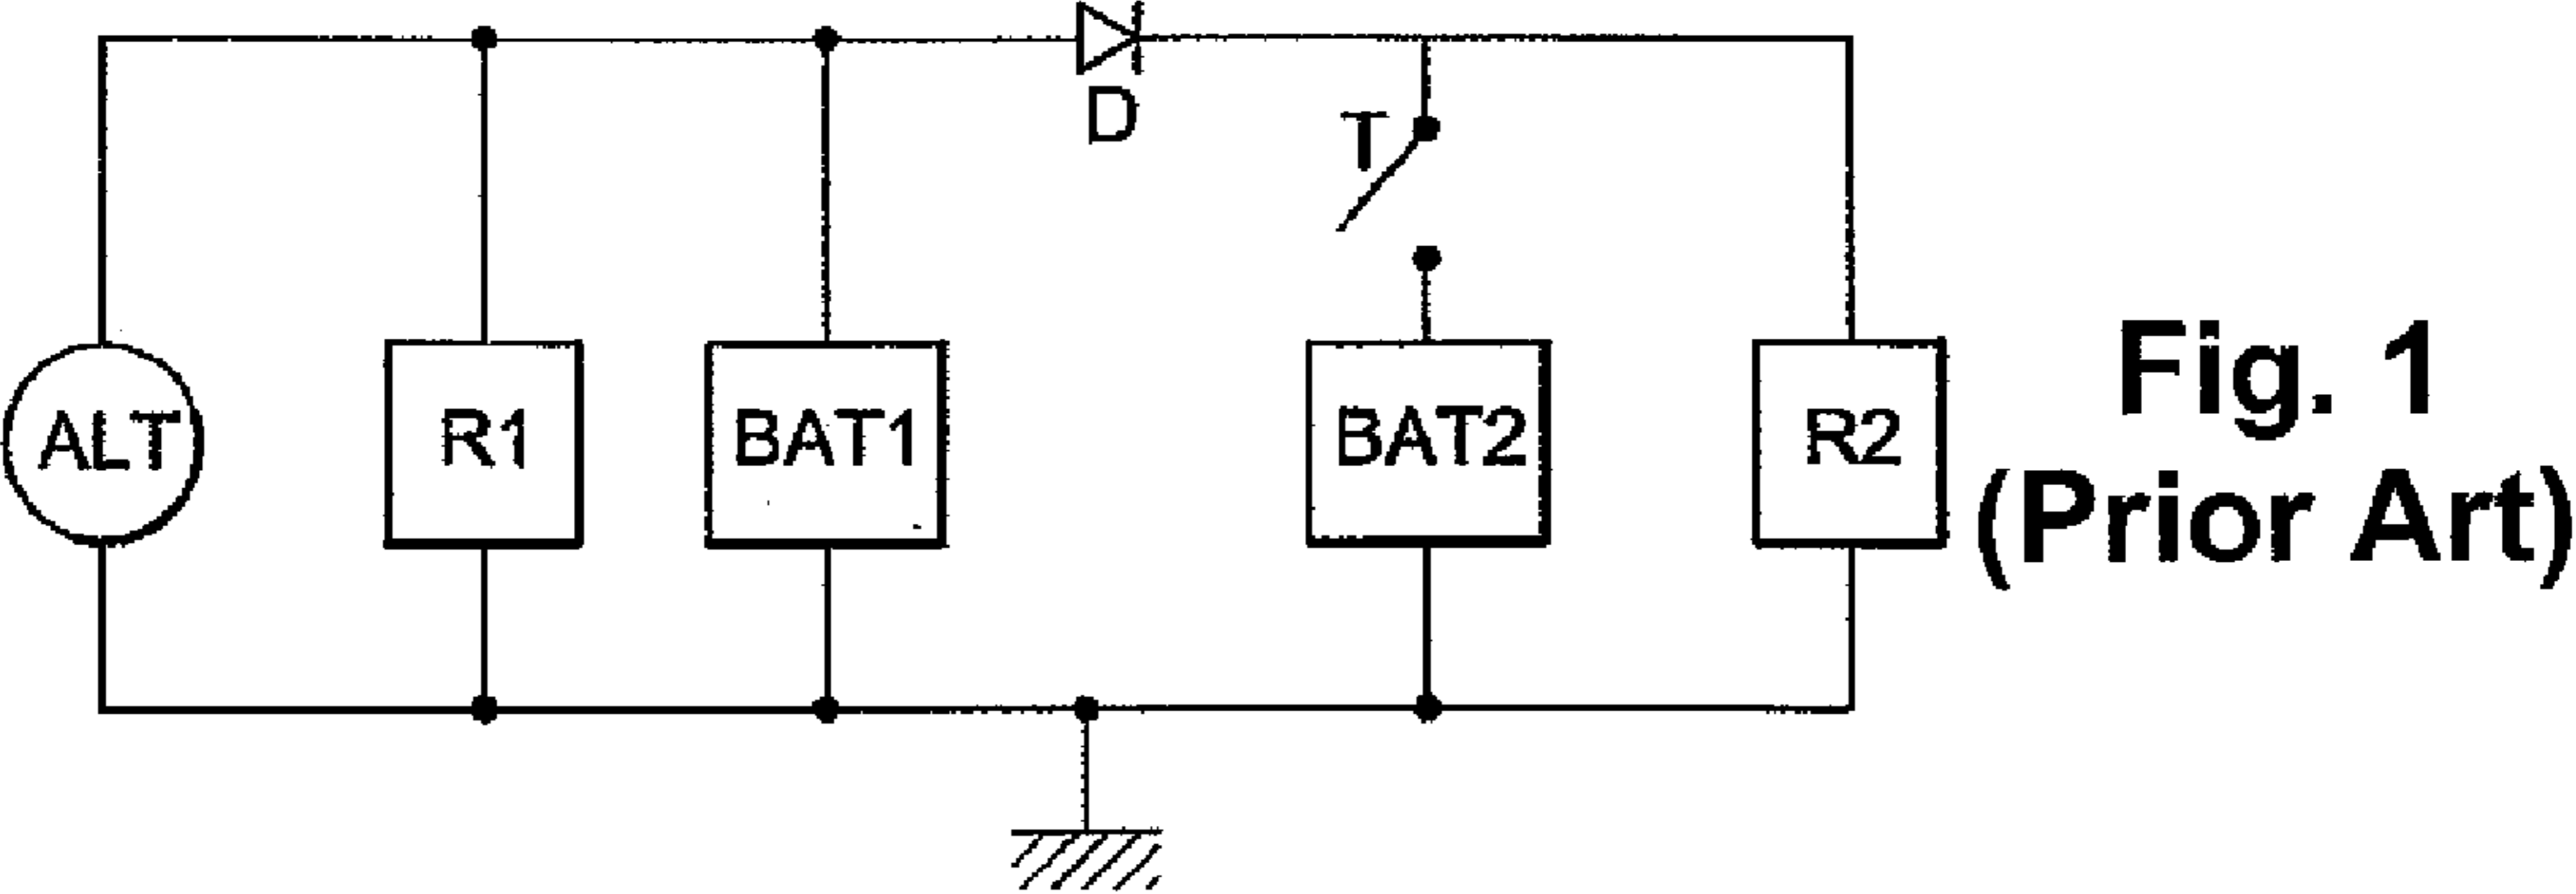 D
T
ALT
R1
BAT1
BAT2
R2
Fig. 1
(Prior Art)